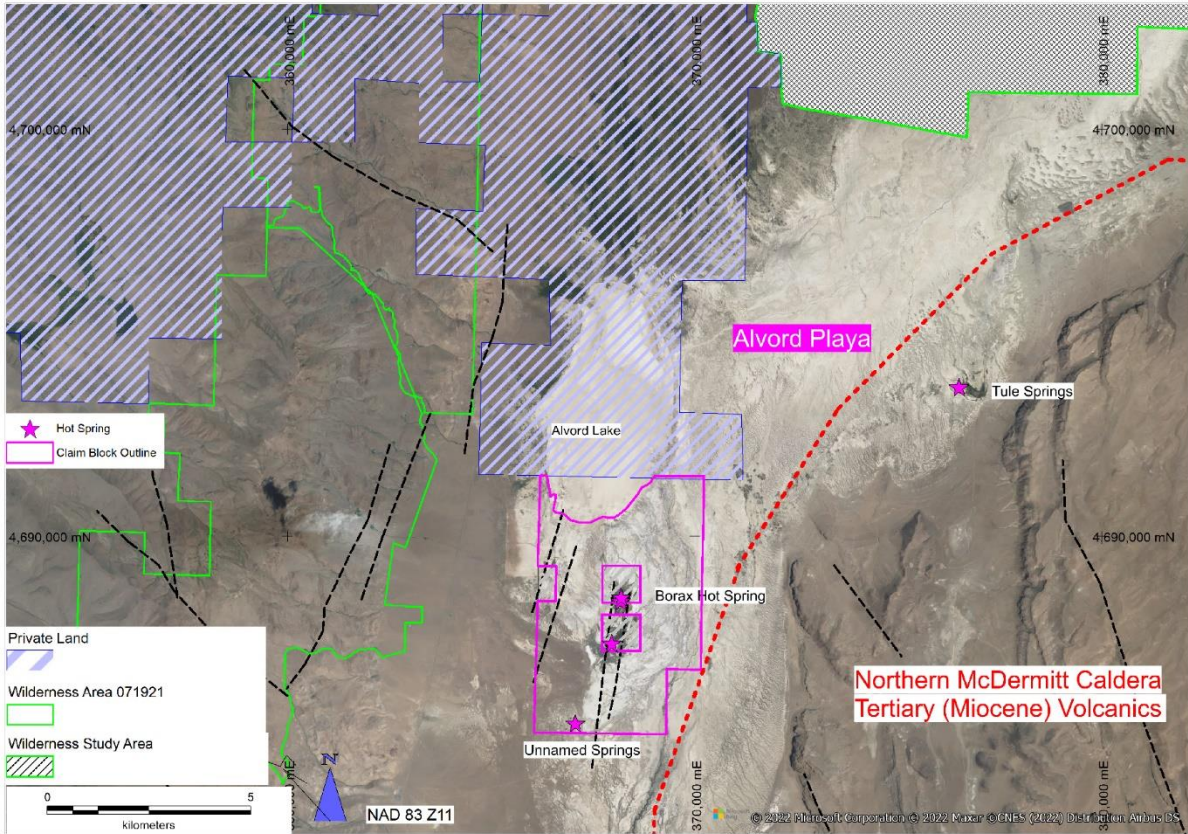 360,000 mE
370,000 mE
380,000 mE
4,700,000 mN
4,700,000 mN
Alvord Playa
Tule Springs
Alvord Lake
Hot Spring
Claim Block Outline
4,690,000 mN
4,690,000 mN
Borax Hot Spring
Private Land
Wilderness Area 071921
Northern McDermitt Caldera
Tertiary (Miocene) Volcanics
Wilderness Study Area
Unnamed Springs
N
0 5
kilometers
NAD 83 Z11
370,000 mE
© 2022 Microsoft Corporation © 2022 Maxar ©CNES (2022) Distribution Airbus DS